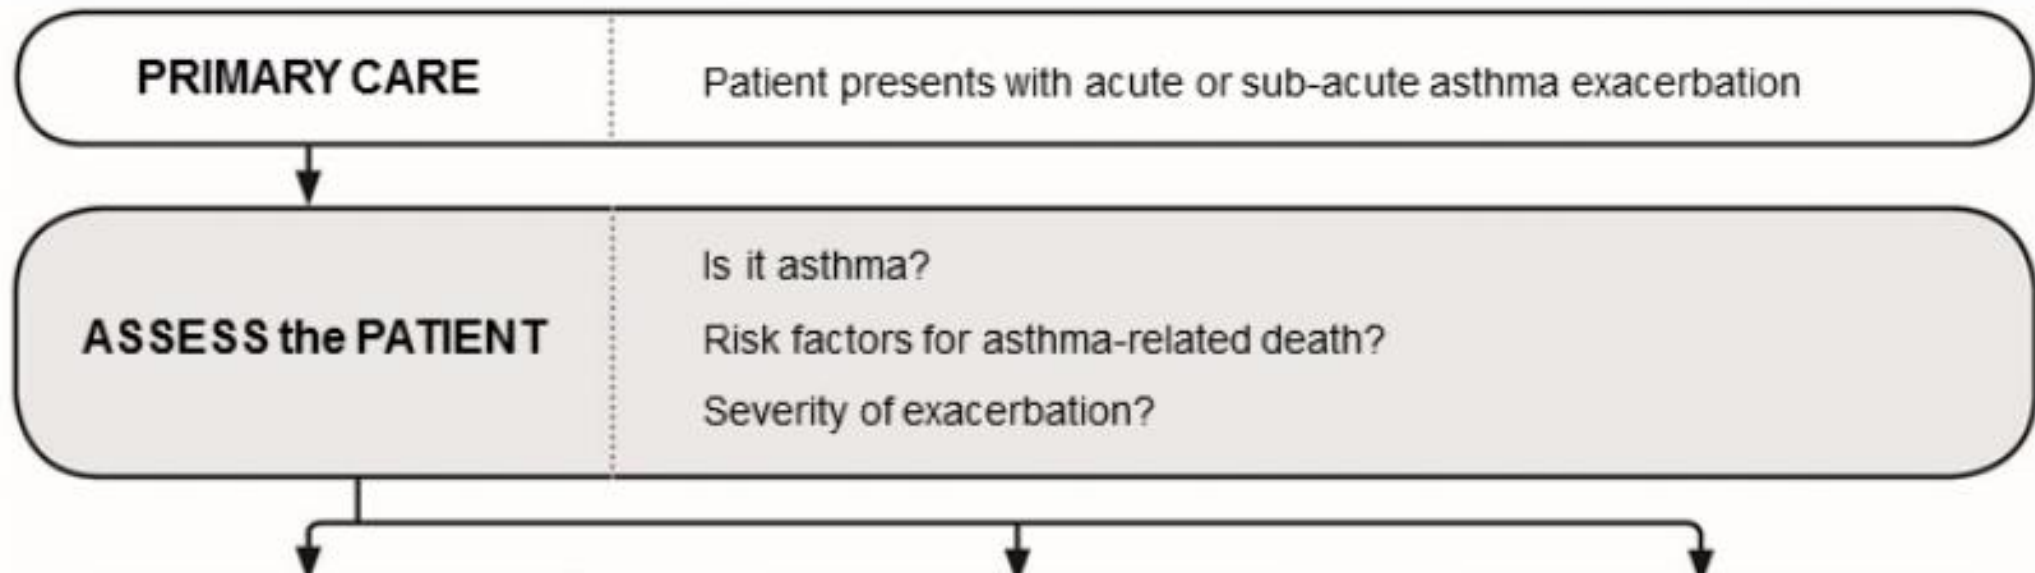 PRIMARY CARE
Patient presents with acute or sub-acute asthma exacerbation
ASSESS the PATIENT
Is it asthma?
Risk factors for asthma-related death?
Severity of exacerbation?